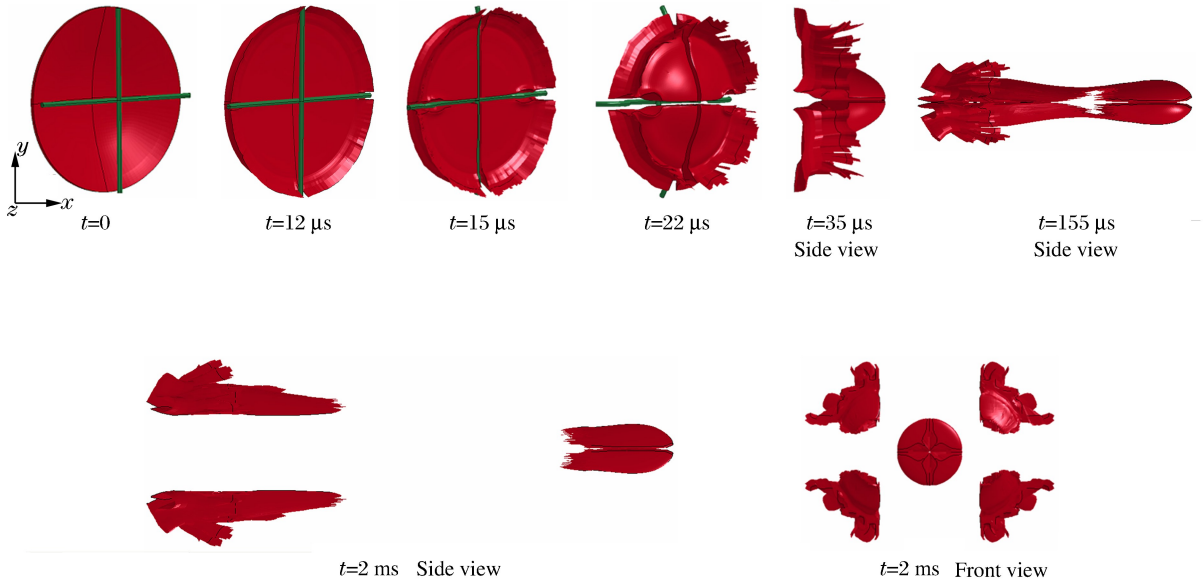 y
z
x
t=0
t=12 μs
t=15 μs
t=22 μs
t=35 μs
Side view
t=155 μs
Side view
t=2 ms Side view
t=2 ms Front view